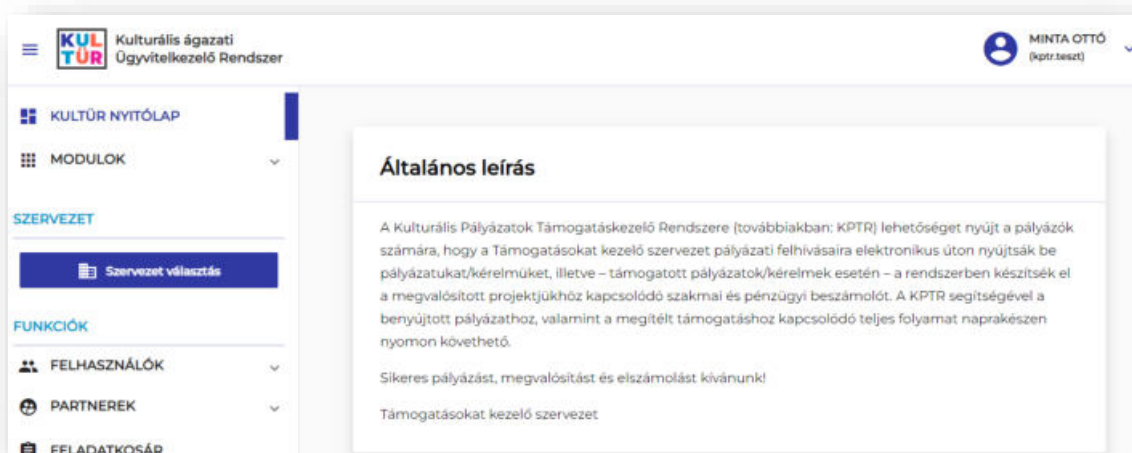 KUL
TÜR
Kulturális ágazati
Ügyvitelkezelő Rendszer
MINTA OTTÓ
(kptr.teszt)
KULTÚR NYITÓLAP
MODULOK
SZERVEZET
Szervezet választás
FUNKCIÓK
FELHASZNÁLÓK
PARTNEREK
FELADATKOSÁR
Általános leírás
A Kulturális Pályázatok Támogatáskezelő Rendszere (továbbiakban: KPTR) lehetőséget nyújt a pályázók
számára, hogy a Támogatásokat kezelő szervezet pályázati felhívásaira elektronikus úton nyújtsák be
pályázatukat/kérelmüket, illetve – támogatott pályázatok/kérelmek esetén – a rendszerben készítsék el
a megvalósított projektjükhöz kapcsolódó szakmai és pénzügyi beszámolót. A KPTR segítségével a
benyújtott pályázathoz, valamint a megítélt támogatáshoz kapcsolódó teljes folyamat naprakészen
nyomon követhető.
Sikeres pályázást, megvalósítást és elszámolást kívánunk!
Támogatásokat kezelő szervezet